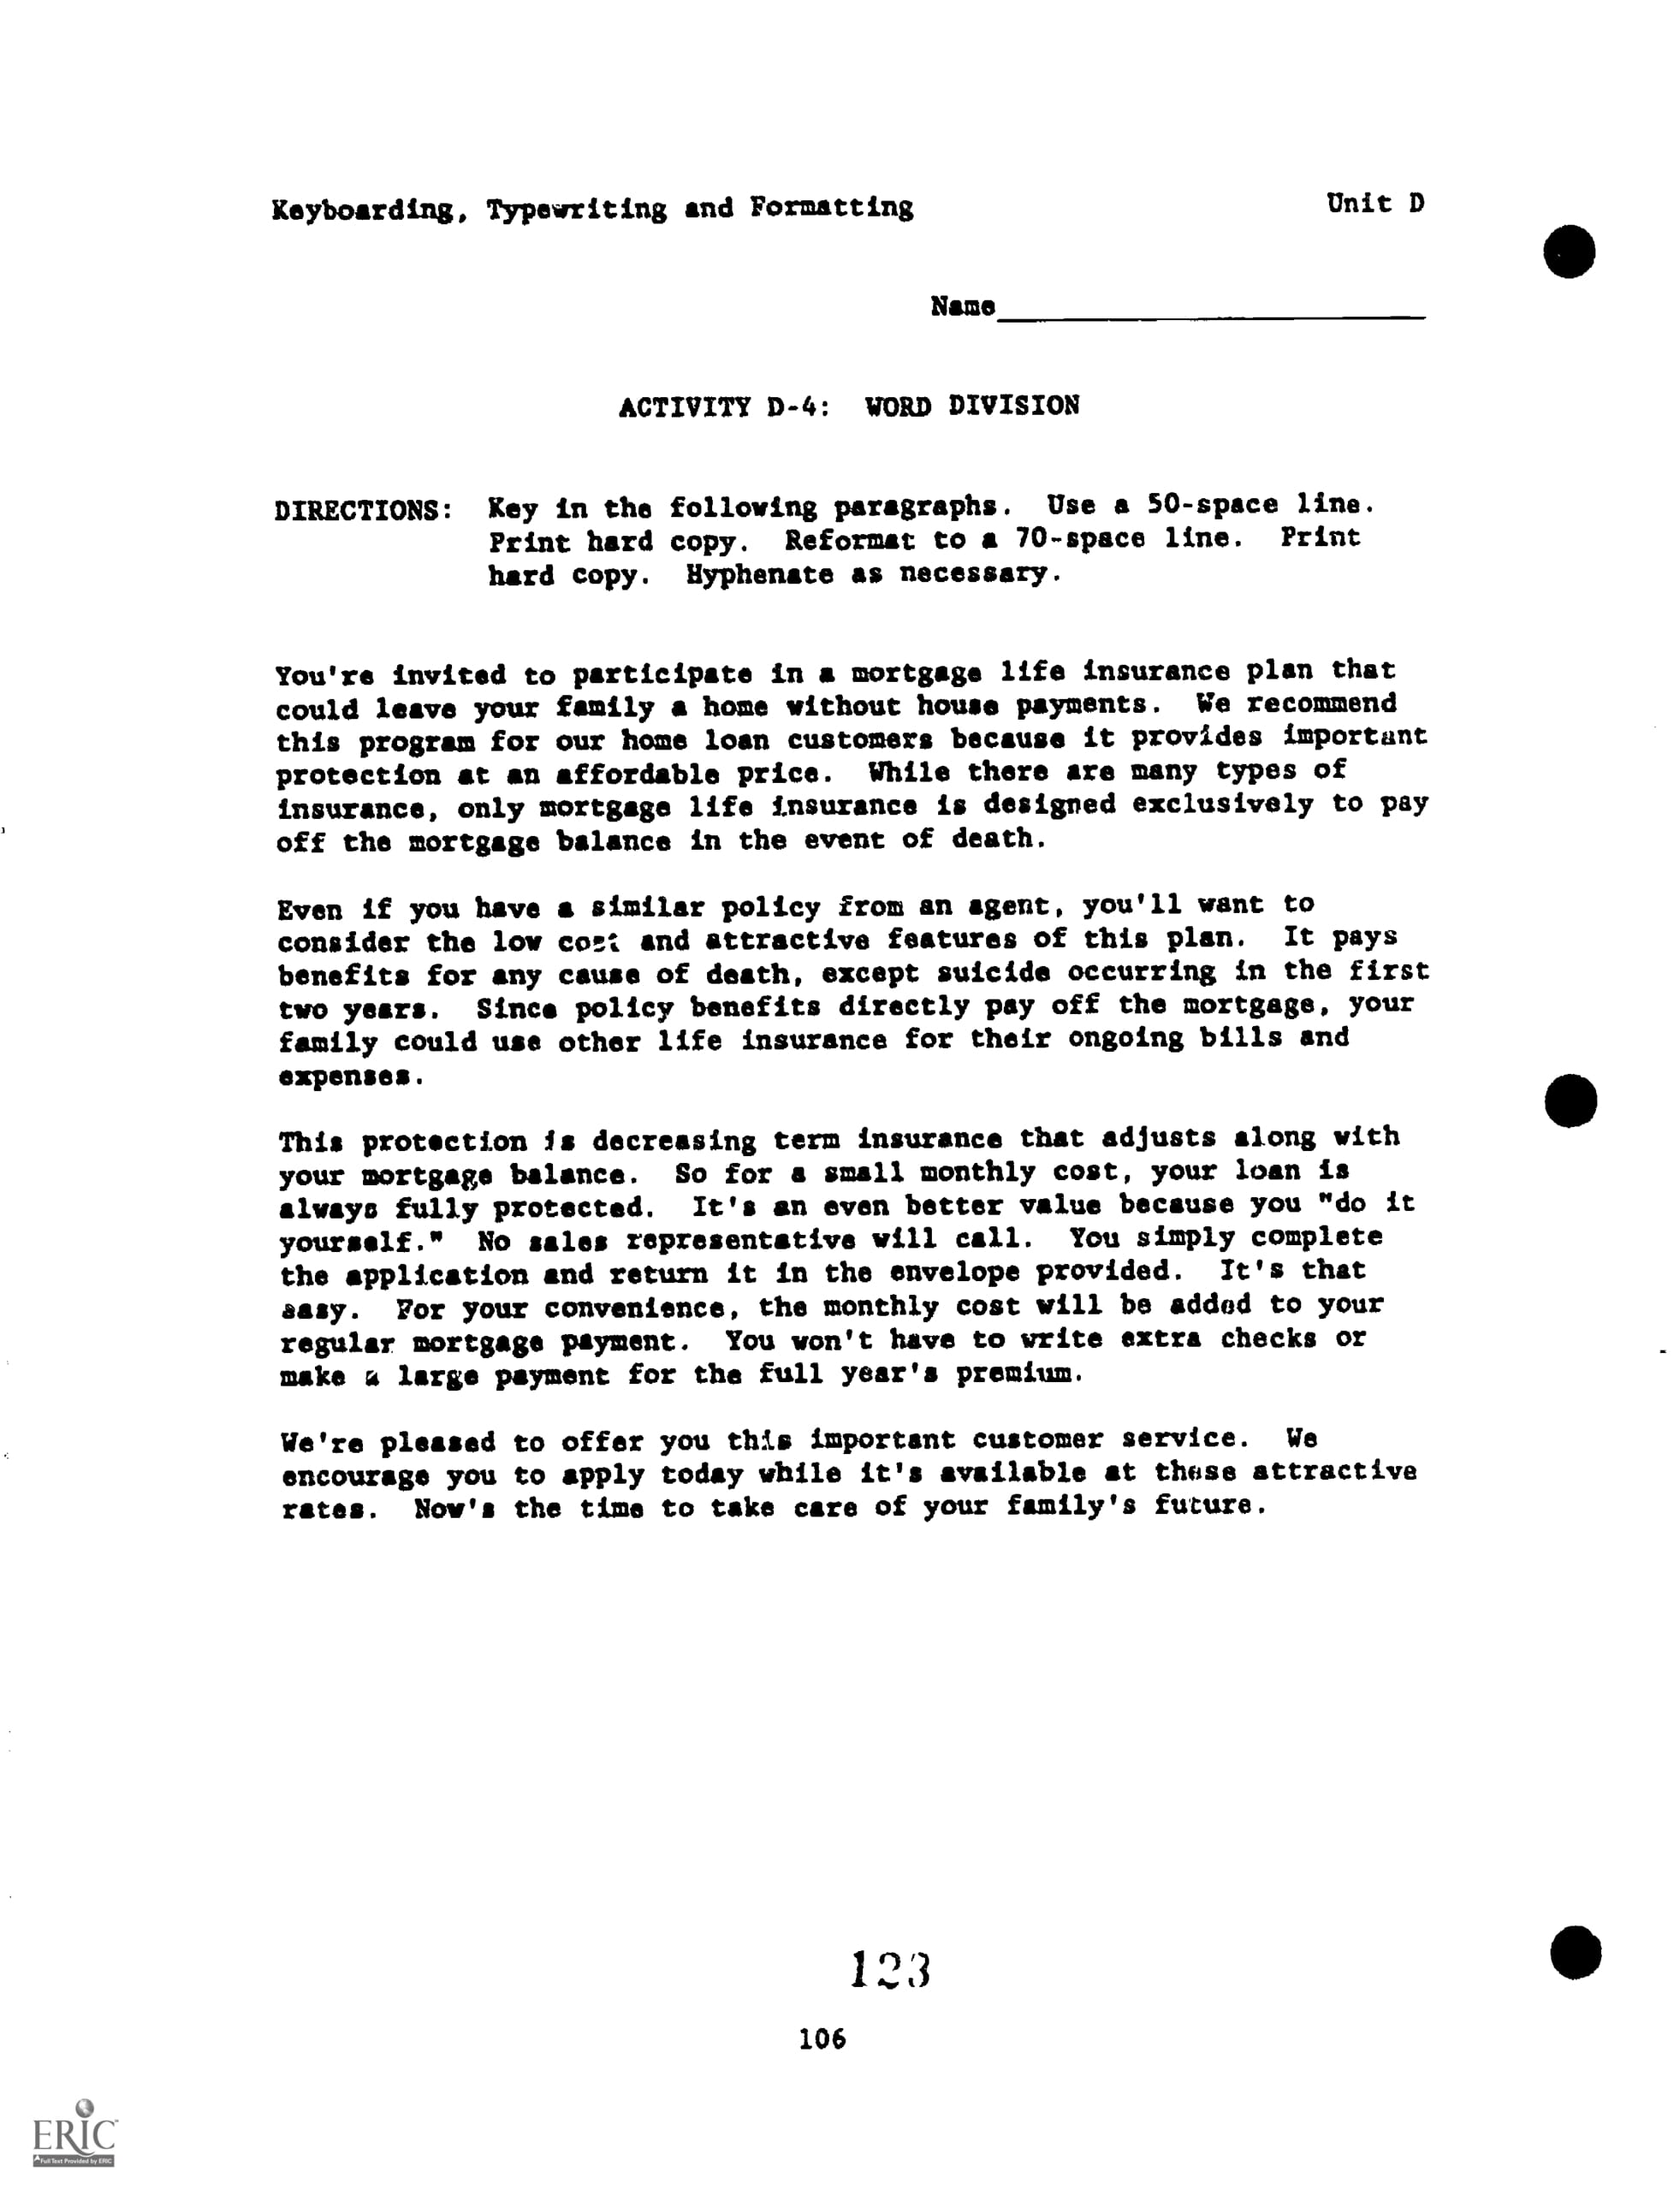 Keyboarding, Typewriting and Formatting Unit D
Name
ACTIVITY D-4: WORD DIVISION
DIRECTIONS: Key in the following paragraphs. Use a 50-space line.
Print hard copy. Reformat to a 70-space line. Print
hard copy. Hyphenate as necessary.
You're invited to participate in a mortgage life insurance plan that
could leave your family a home without house payments. We recommend
this program for our home loan customers because it provides important
protection at an affordable price. While there are many types of
insurance, only mortgage life insurance is designed exclusively to pay
off the mortgage balance in the event of death.
Even if you have a similar policy from an agent, you'll want to
consider the low cost and attractive features of this plan. It pays
benefits for any cause of death, except suicide occurring in the first
two years. Since policy benefits directly pay off the mortgage, your
family could use other life insurance for their ongoing bills and
expenses.
This protection is decreasing term insurance that adjusts along with
your mortgage balance. So for a small monthly cost, your loan is
always fully protected. It's an even better value because you "do it
yourself." No sales representative will call. You simply complete
the application and return it in the envelope provided. It's that
easy. For your convenience, the monthly cost will be added to your
regular mortgage payment. You won't have to write extra checks or
make a large payment for the full year's premium.
We're pleased to offer you this important customer service. We
encourage you to apply today while it's available at these attractive
rates. Now's the time to take care of your family's future.
123
106
ERIC
Full Text Provided by ERIC